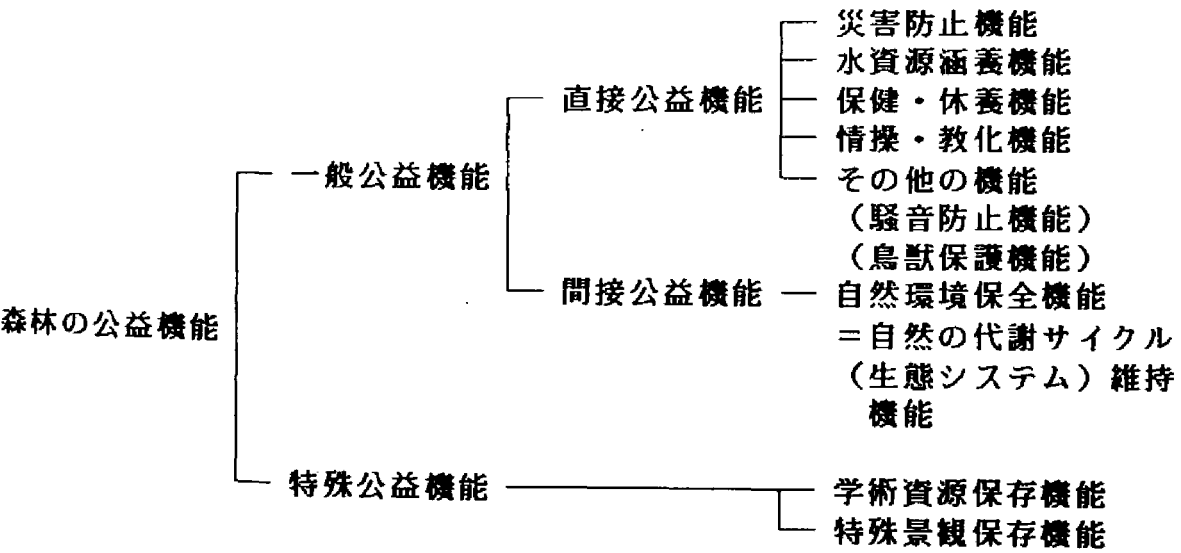 災害防止機能
水資源涵養機能
直接公益機能
保健・休養機能
情操・教化機能
一般公益機能
その他の機能
（騒音防止機能）
（鳥獣保護機能）
間接公益機能
自然環境保全機能
森林の公益機能
＝自然の代謝サイクル
（生態システム）維持
機能
特殊公益機能
学術資源保存機能
特殊景観保存機能